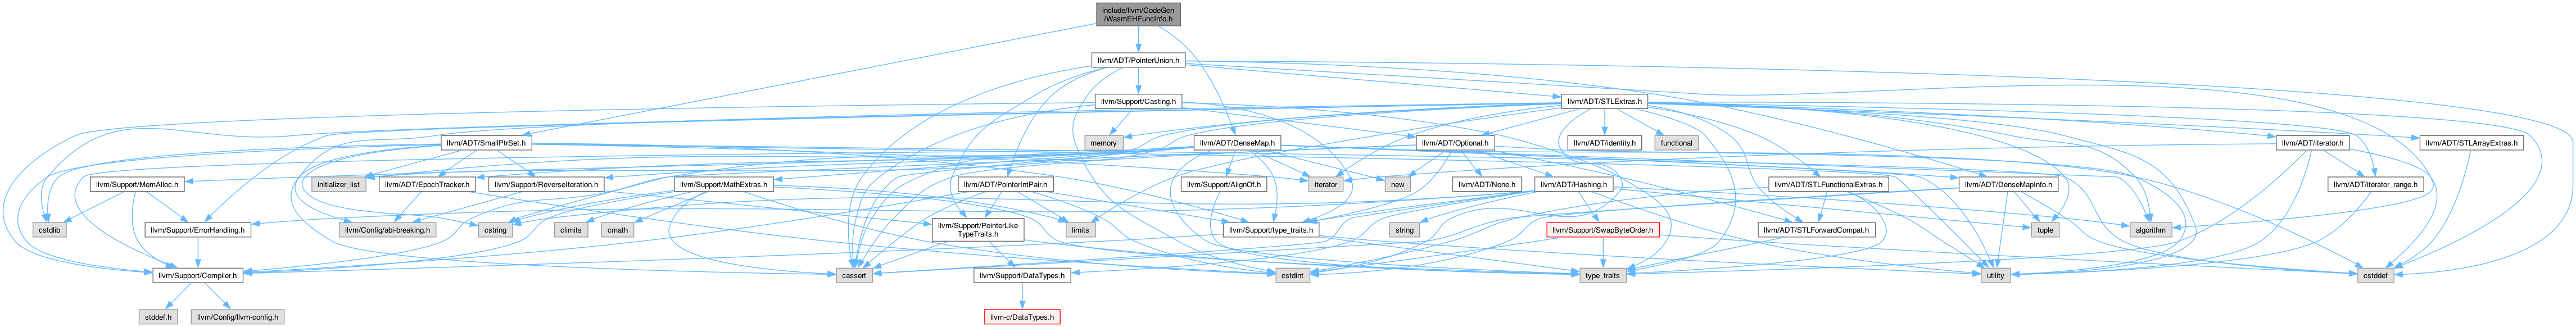 include/llvm/CodeGen
/WasmEHFuncInfo.h
llvm/ADT/PointerUnion.h
llvm/Support/Casting.h
llvm/ADT/STLExtras.h
memory
llvm/ADT/SmallPtrSet.h
llvm/ADT/DenseMap.h
llvm/ADT/Optional.h
llvm/ADT/identity.h
functional
llvm/ADT/iterator.h
llvm/ADT/STLArrayExtras.h
llvm/Support/MemAlloc.h
initializer_list
llvm/ADT/EpochTracker.h
llvm/Support/ReverseIteration.h
llvm/Support/MathExtras.h
llvm/ADT/PointerIntPair.h
llvm/Support/AlignOf.h
iterator
new
llvm/ADT/None.h
llvm/ADT/Hashing.h
llvm/ADT/STLFunctionalExtras.h
llvm/ADT/DenseMapInfo.h
llvm/ADT/iterator_range.h
cstdlib
llvm/Support/ErrorHandling.h
llvm/Config/abi-breaking.h
cstring
climits
cmath
llvm/Support/PointerLike
TypeTraits.h
limits
llvm/Support/type_traits.h
string
llvm/Support/SwapByteOrder.h
llvm/ADT/STLForwardCompat.h
tuple
algorithm
llvm/Support/Compiler.h
cassert
llvm/Support/DataTypes.h
cstdint
type_traits
utility
cstddef
stddef.h
llvm/Config/llvm-config.h
llvm-c/DataTypes.h